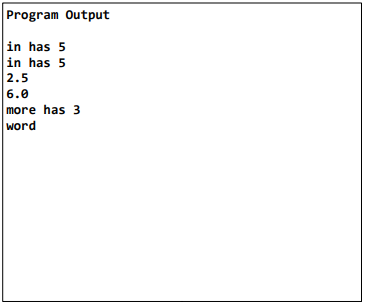 Program Output
in has 5
in has 5
2.5
6.0
more has 3
word